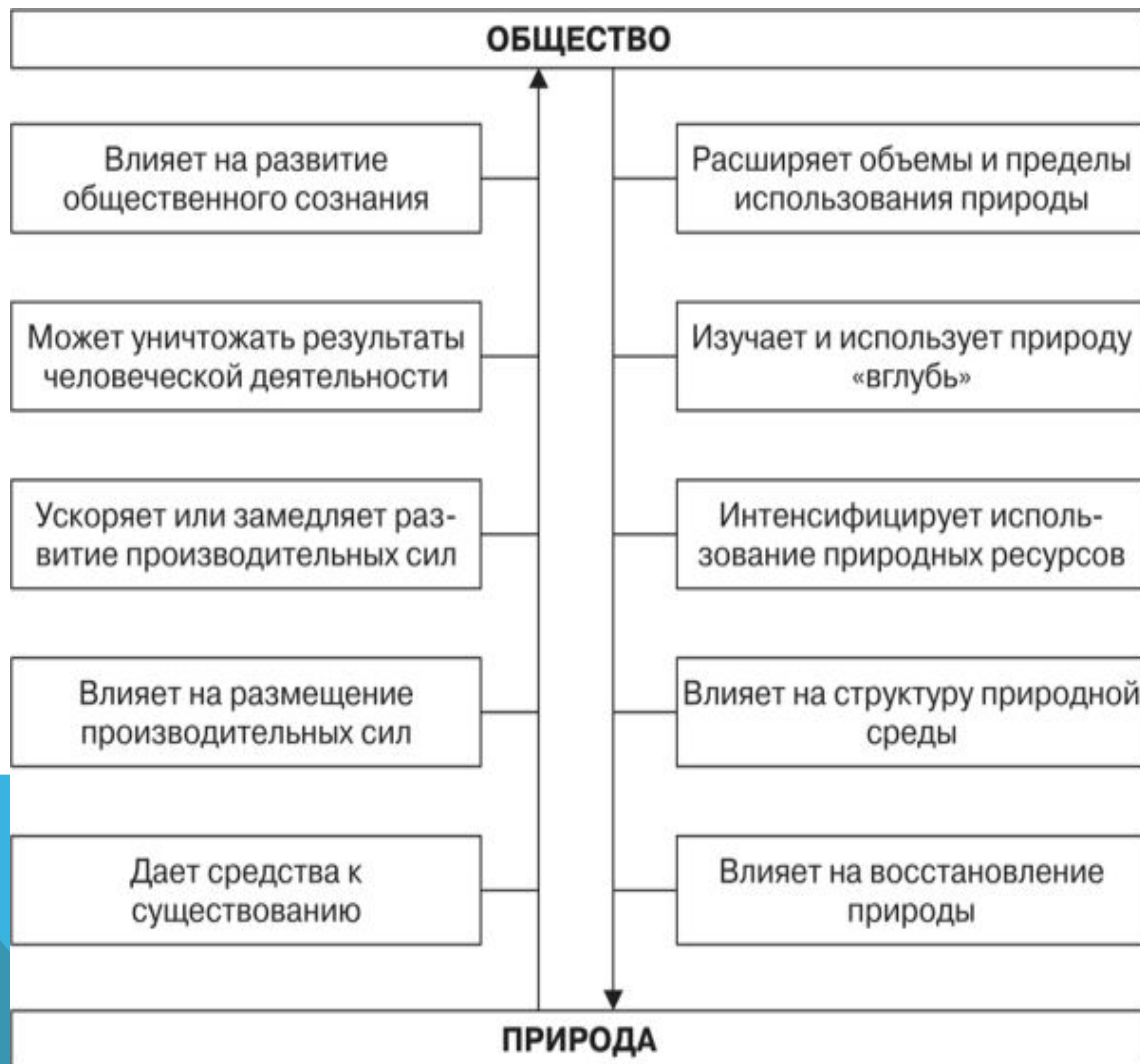 ОБЩЕСТВО
Влияет на развитие
общественного сознания
Расширяет объемы и пределы
использования природы
Может уничтожать результаты
человеческой деятельности
Изучает и использует природу
«вглубь»
Ускоряет или замедляет раз-
витие производительных сил
Интенсифицирует исполь-
зование природных ресурсов
Влияет на размещение
производительных сил
Влияет на структуру природной
среды
Дает средства к
существованию
Влияет на восстановление
природы
ПРИРОДА